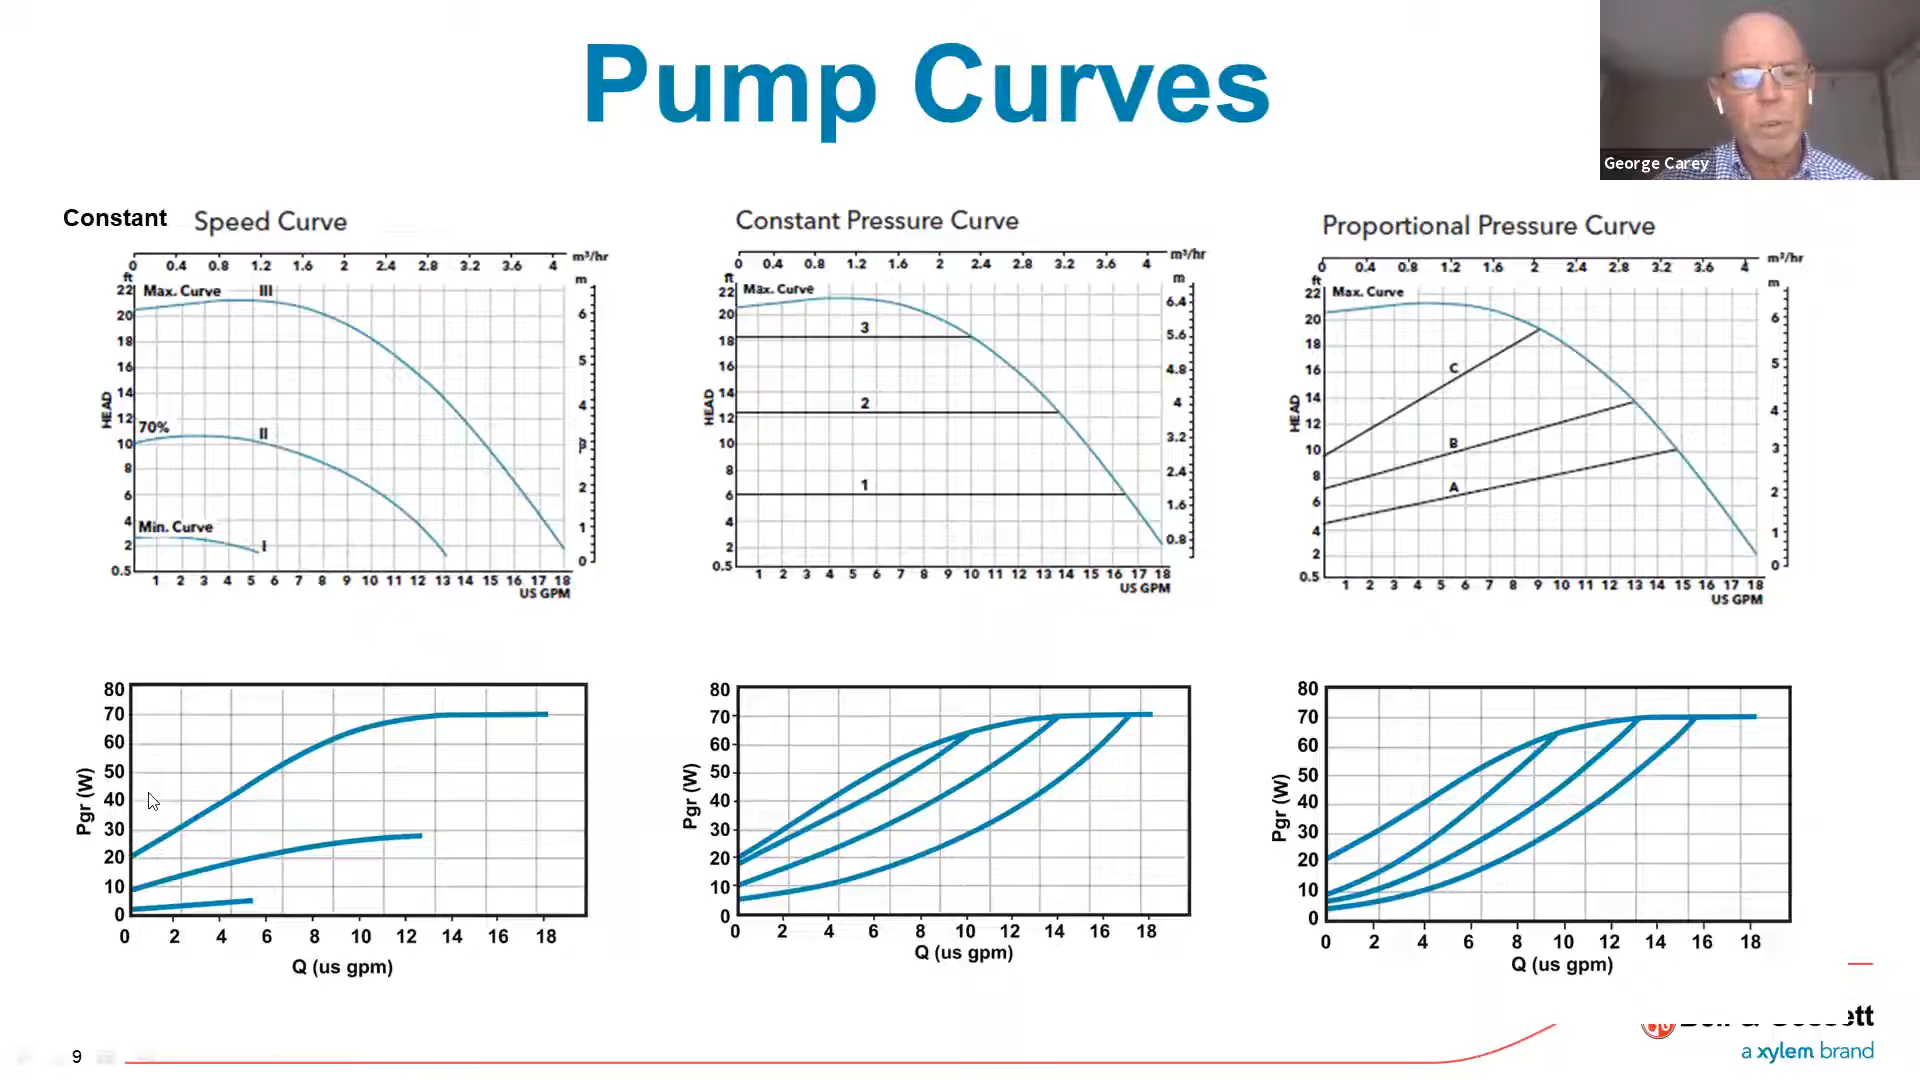 Pump Curves
George Carey
Constant Speed Curve
0 0.4 0.8 1.2 1.6 2 2.4 2.8 3.2 3.6 4 m³/hr
ft
m
HEAD
22
20
18
16
14
12
10
8
6
4
2
0.5
Max. Curve III
70% II
Min. Curve I
6
5
4
3
2
1
0
1 2 3 4 5 6 7 8 9 10 11 12 13 14 15 16 17 18
US GPM
Constant Pressure Curve
0 0.4 0.8 1.2 1.6 2 2.4 2.8 3.2 3.6 4 m³/hr
ft
m
HEAD
22
20
18
16
14
12
10
8
6
4
2
0.5
Max. Curve
3
2
1
6.4
5.6
4.8
4
3.2
2.4
1.6
0.8
1 2 3 4 5 6 7 8 9 10 11 12 13 14 15 16 17 18
US GPM
Proportional Pressure Curve
0 0.4 0.8 1.2 1.6 2 2.4 2.8 3.2 3.6 4 m³/hr
ft
m
HEAD
22
20
18
16
14
12
10
8
6
4
2
0.5
Max. Curve
C
B
A
6
5
4
3
2
1
0
1 2 3 4 5 6 7 8 9 10 11 12 13 14 15 16 17 18
US GPM
Pgr (W)
80
70
60
50
40
30
20
10
0
0 2 4 6 8 10 12 14 16 18
Q (us gpm)
Pgr (W)
80
70
60
50
40
30
20
10
0
0 2 4 6 8 10 12 14 16 18
Q (us gpm)
Pgr (W)
80
70
60
50
40
30
20
10
0
0 2 4 6 8 10 12 14 16 18
Q (us gpm)
9
a xylem brand